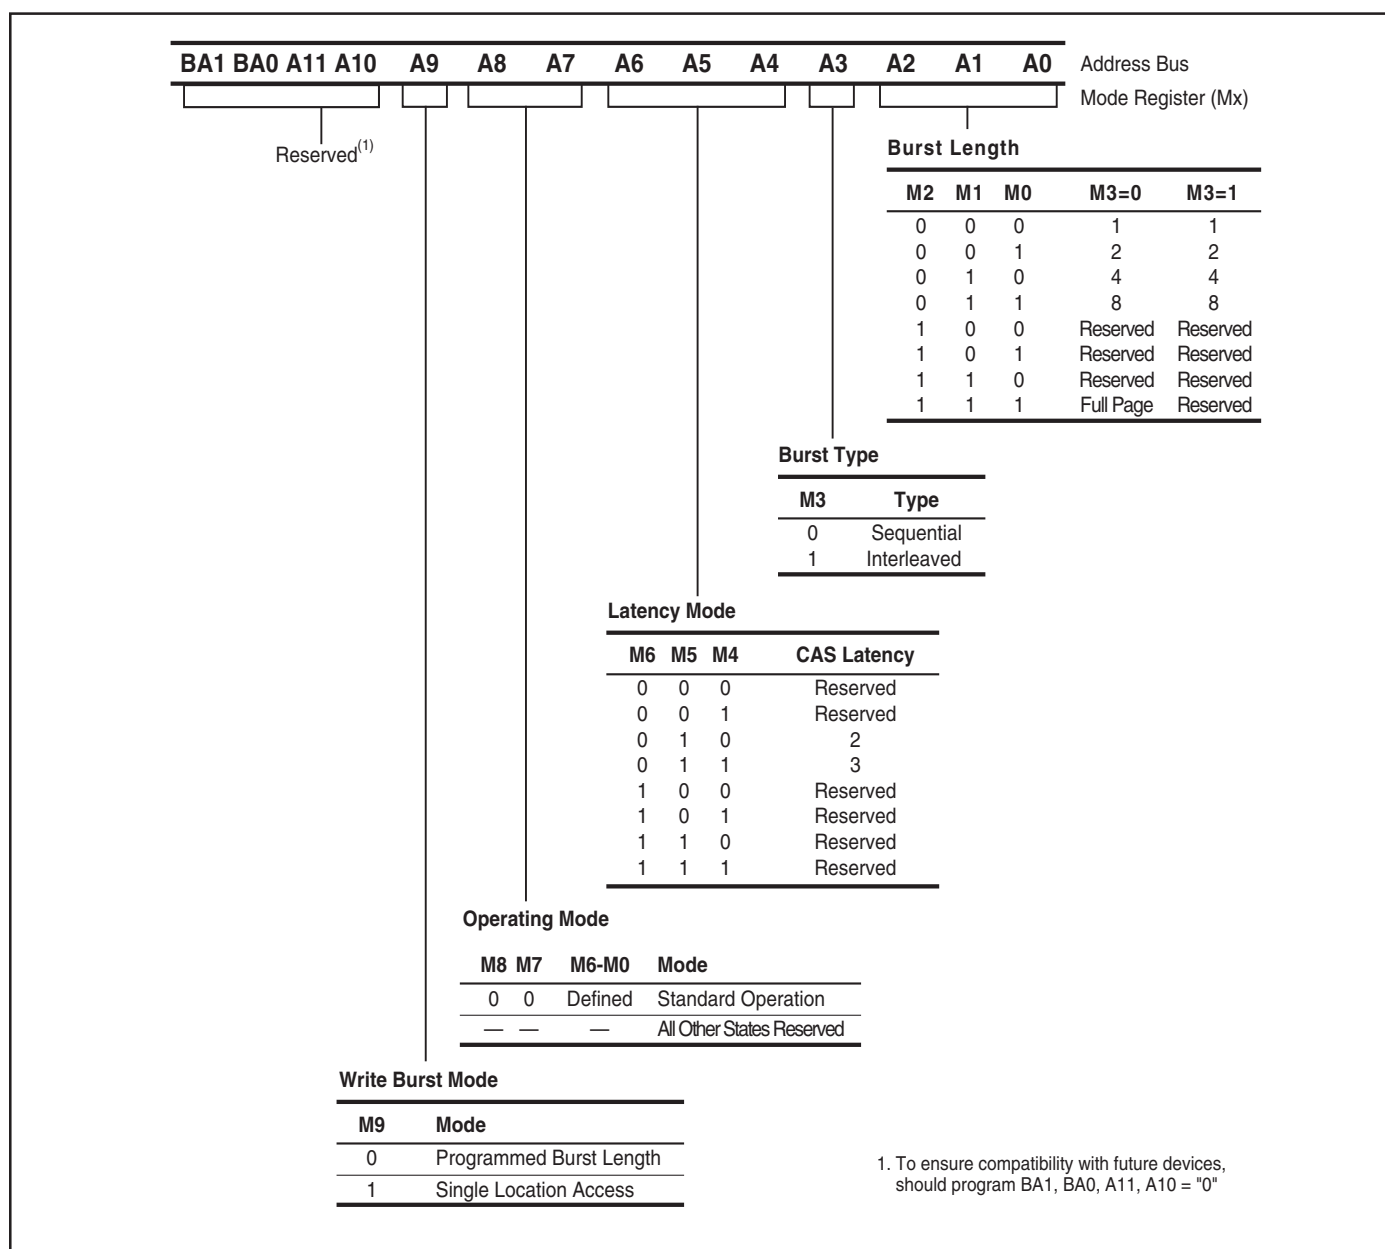 BA1 BA0 A11 A10 A9 A8 A7 A6 A5 A4 A3 A2 A1 A0 Address Bus
Mode Register (Mx)
Reserved(1)
Burst Length
M2 M1 M0 M3=0 M3=1
0 0 0 1 1
0 0 1 2 2
0 1 0 4 4
0 1 1 8 8
1 0 0 Reserved Reserved
1 0 1 Reserved Reserved
1 1 0 Reserved Reserved
1 1 1 Full Page Reserved
Burst Type
M3 Type
0 Sequential
1 Interleaved
Latency Mode
M6 M5 M4 CAS Latency
0 0 0 Reserved
0 0 1 Reserved
0 1 0 2
0 1 1 3
1 0 0 Reserved
1 0 1 Reserved
1 1 0 Reserved
1 1 1 Reserved
Operating Mode
M8 M7 M6-M0 Mode
0 0 Defined Standard Operation
— — — All Other States Reserved
Write Burst Mode
M9 Mode
0 Programmed Burst Length
1 Single Location Access
1. To ensure compatibility with future devices,
should program BA1, BA0, A11, A10 = "0"